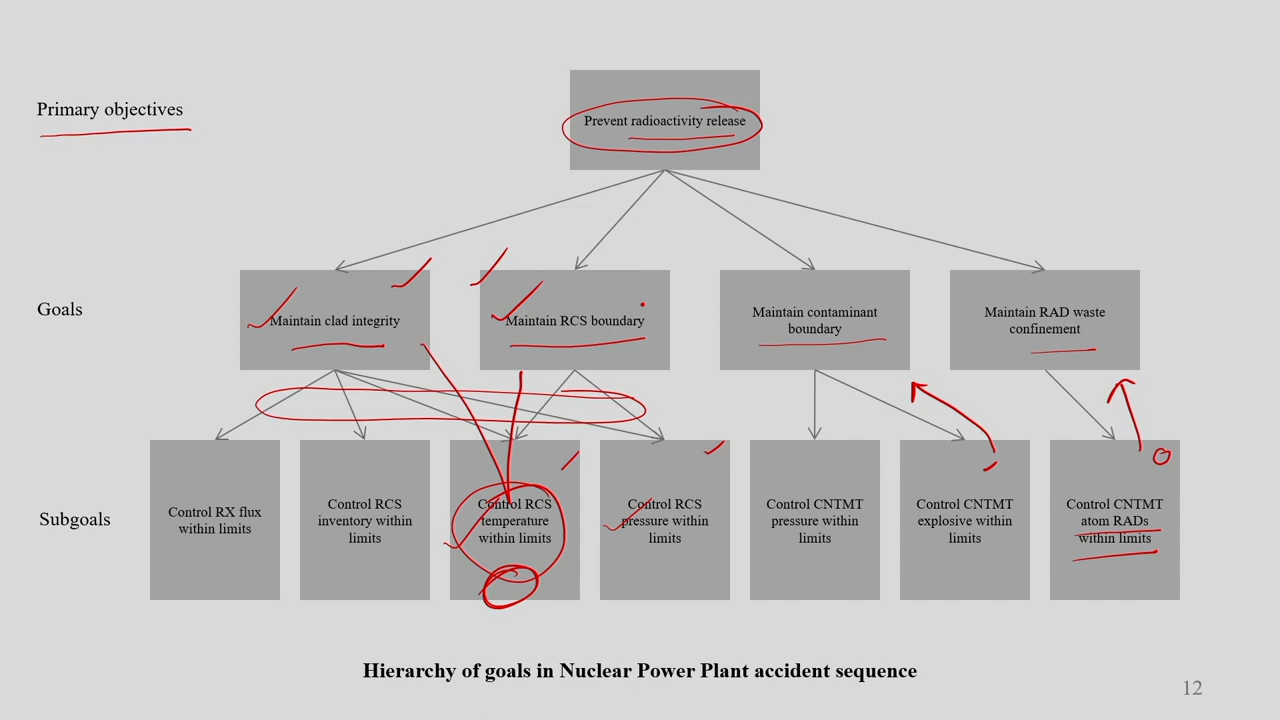 Primary objectives
Prevent radioactivity release
Goals
Maintain clad integrity
Maintain RCS boundary
Maintain contaminant
boundary
Maintain RAD waste
confinement
Subgoals
Control RX flux
within limits
Control RCS
inventory within
limits
Control RCS
temperature
within limits
Control RCS
pressure within
limits
Control CNTMT
pressure within
limits
Control CNTMT
explosive within
limits
Control CNTMT
atom RADs
within limits
Hierarchy of goals in Nuclear Power Plant accident sequence
12